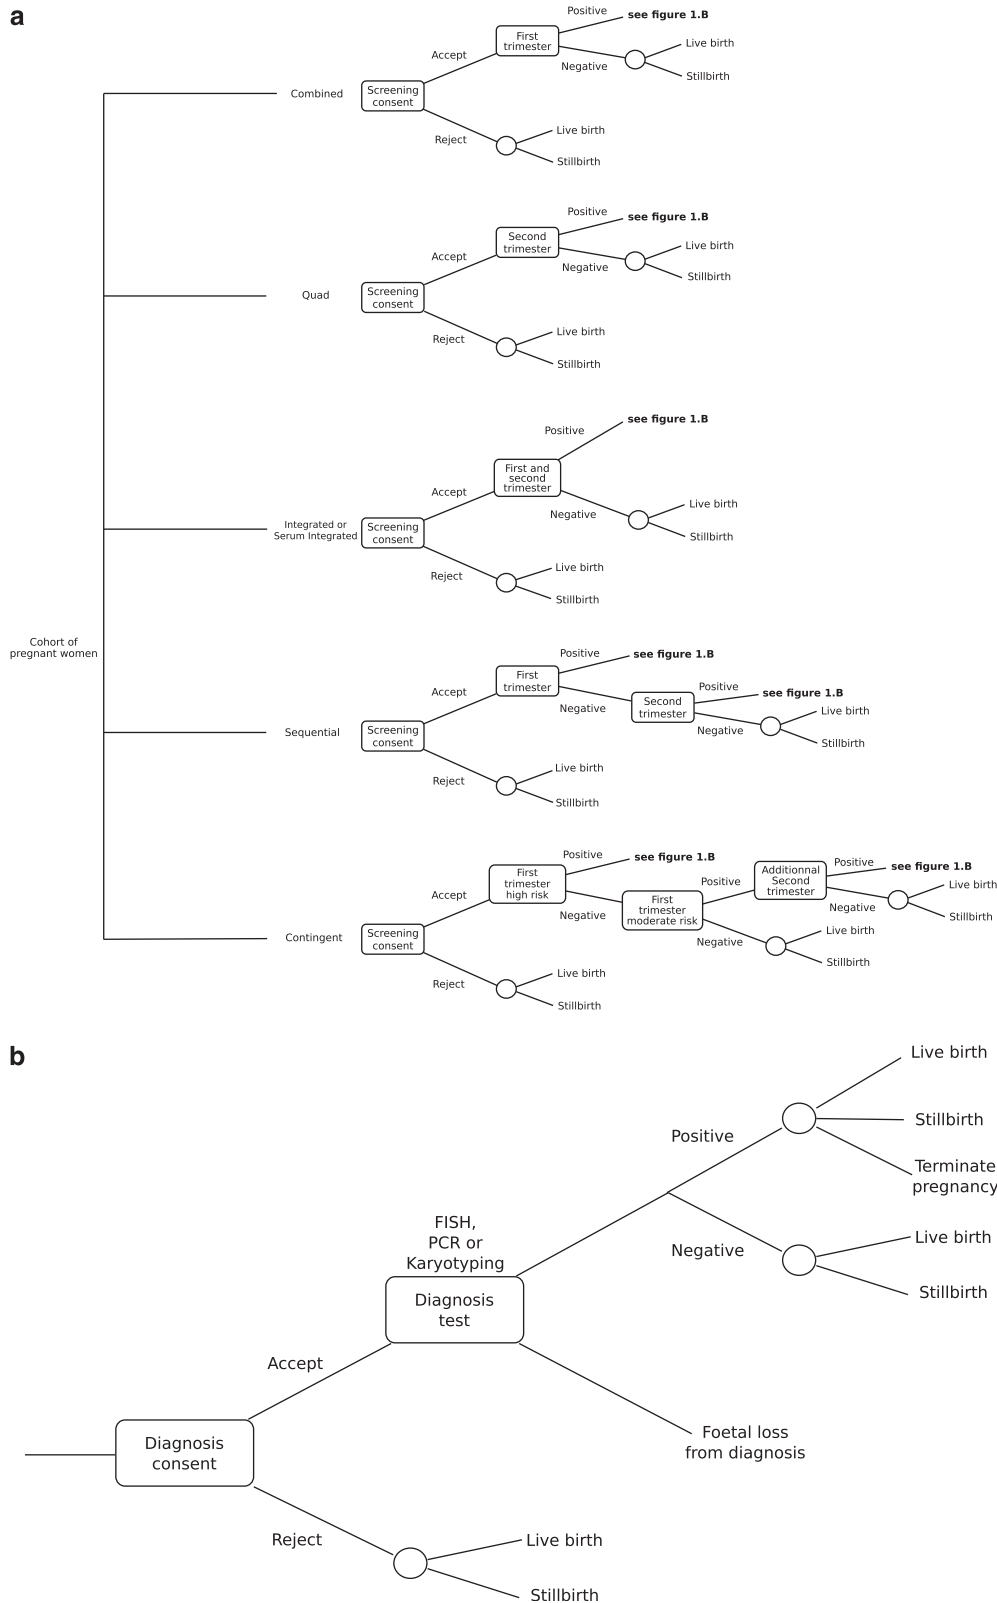 a
Positive
see figure 1.B
First
trimester
Live birth
Accept
Negative
Stillbirth
Combined
Screening
consent
Reject
Live birth
Stillbirth
Positive
see figure 1.B
Second
trimester
Live birth
Accept
Negative
Stillbirth
Quad
Screening
consent
Reject
Live birth
Stillbirth
see figure 1.B
Positive
First and
second
trimester
Accept
Live birth
Negative
Stillbirth
Integrated or
Serum Integrated
Screening
consent
Reject
Live birth
Stillbirth
Cohort of
pregnant women
Positive
see figure 1.B
First
trimester
Accept
Negative
Positive
see figure 1.B
Second
trimester
Live birth
Negative
Stillbirth
Sequential
Screening
consent
Reject
Live birth
Stillbirth
Positive
see figure 1.B
First
trimester
high risk
Accept
Negative
First
trimester
moderate risk
Positive
Additionnal
Second
trimester
Positive
see figure 1.B
Negative
Live birth
Stillbirth
Negative
Live birth
Stillbirth
Contingent
Screening
consent
Reject
Live birth
Stillbirth
b
Live birth
Positive
Stillbirth
Terminate
pregnancy
FISH,
PCR or
Karyotyping
Negative
Live birth
Stillbirth
Diagnosis
test
Accept
Foetal loss
from diagnosis
Diagnosis
consent
Reject
Live birth
Stillbirth